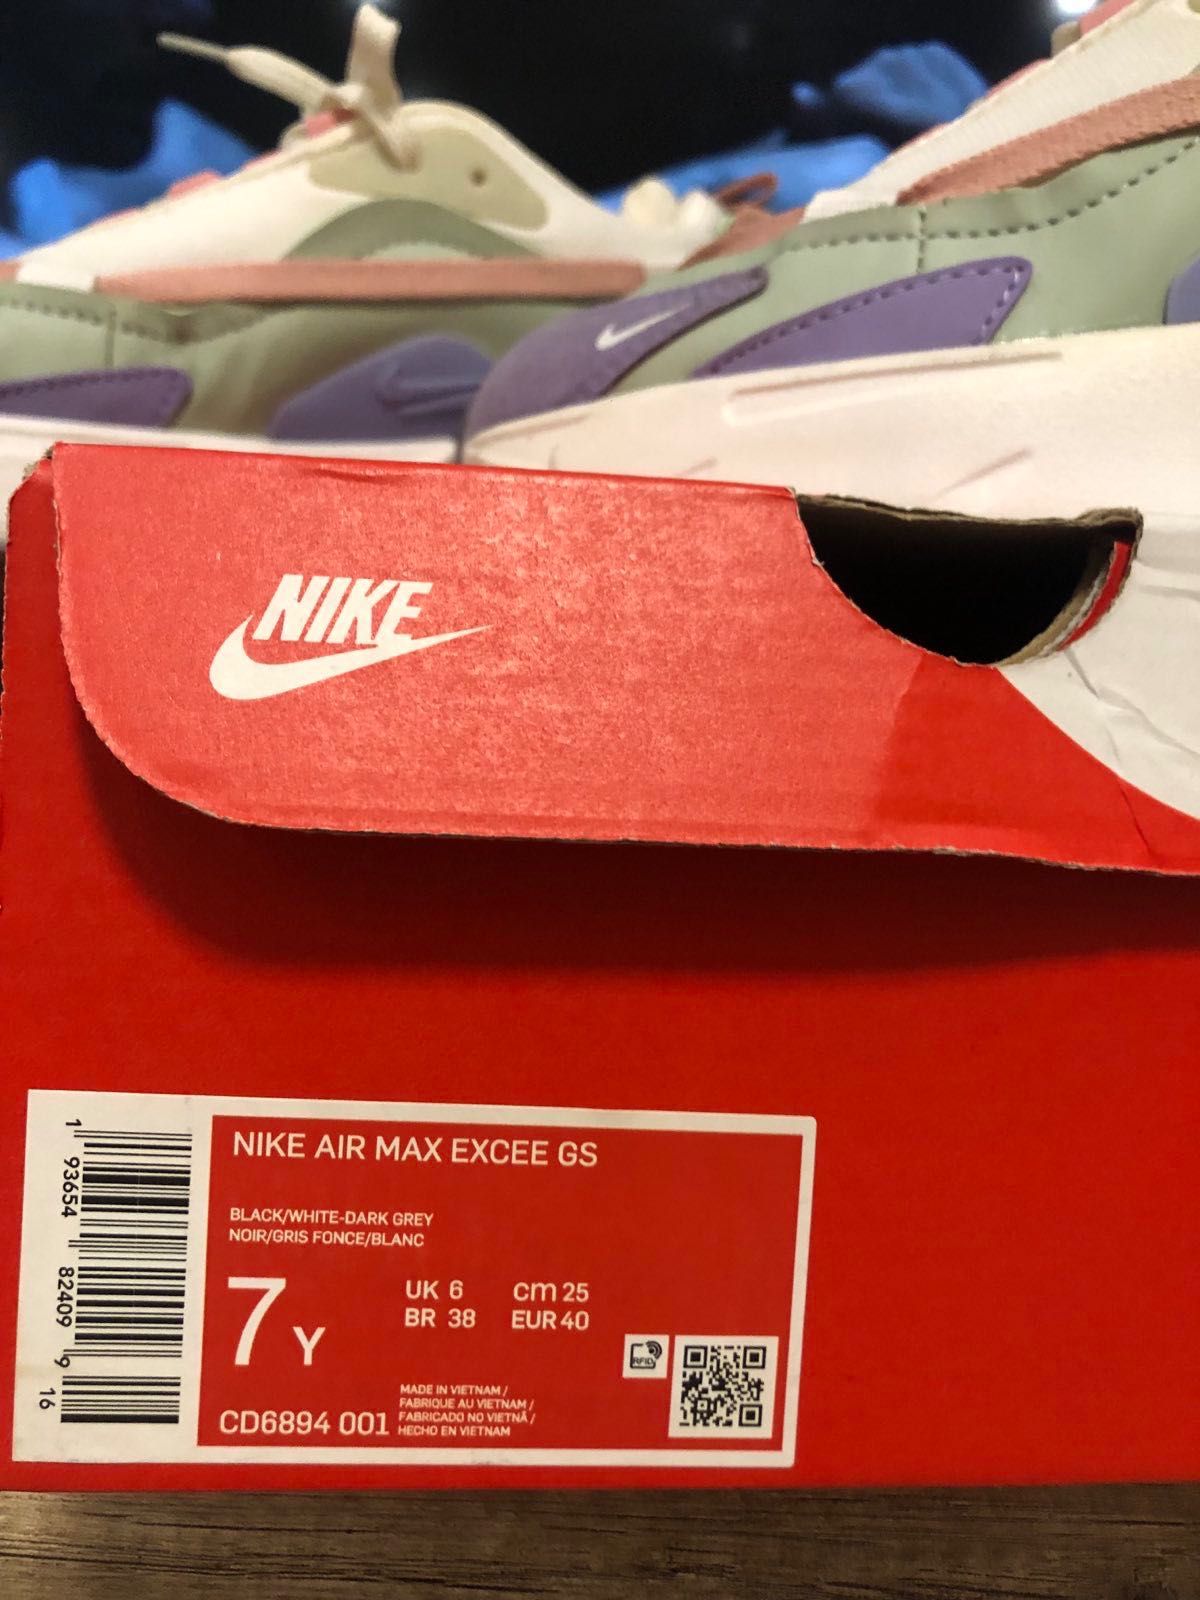 NIKE
NIKE AIR MAX EXCEE GS
BLACK/WHITE-DARK GREY
NOIR/GRIS FONCE/BLANC
7 Y
UK 6 cm 25
BR 38 EUR 40
RFID
MADE IN VIETNAM /
FABRIQUE AU VIETNAM /
FABRICADO NO VIETNÃ /
HECHO EN VIETNAM
CD6894 001
1 93654 82409 9 16